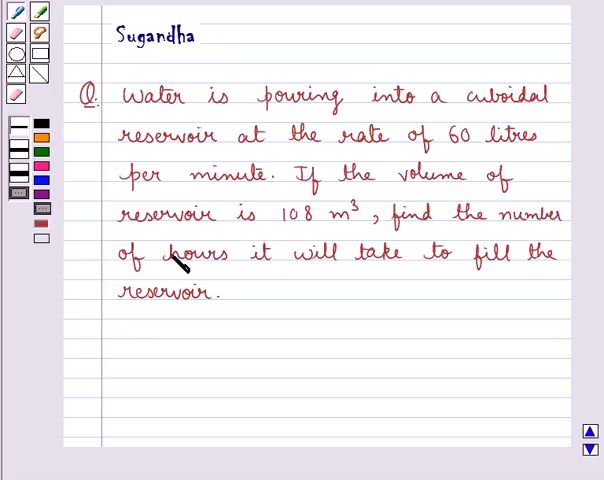 Sugandha
Q. Water is pouring into a cuboidal
reservoir at the rate of 60 litres
per minute. If the volume of
reservoir is 108 m³, find the number
of hours it will take to fill the
reservoir.